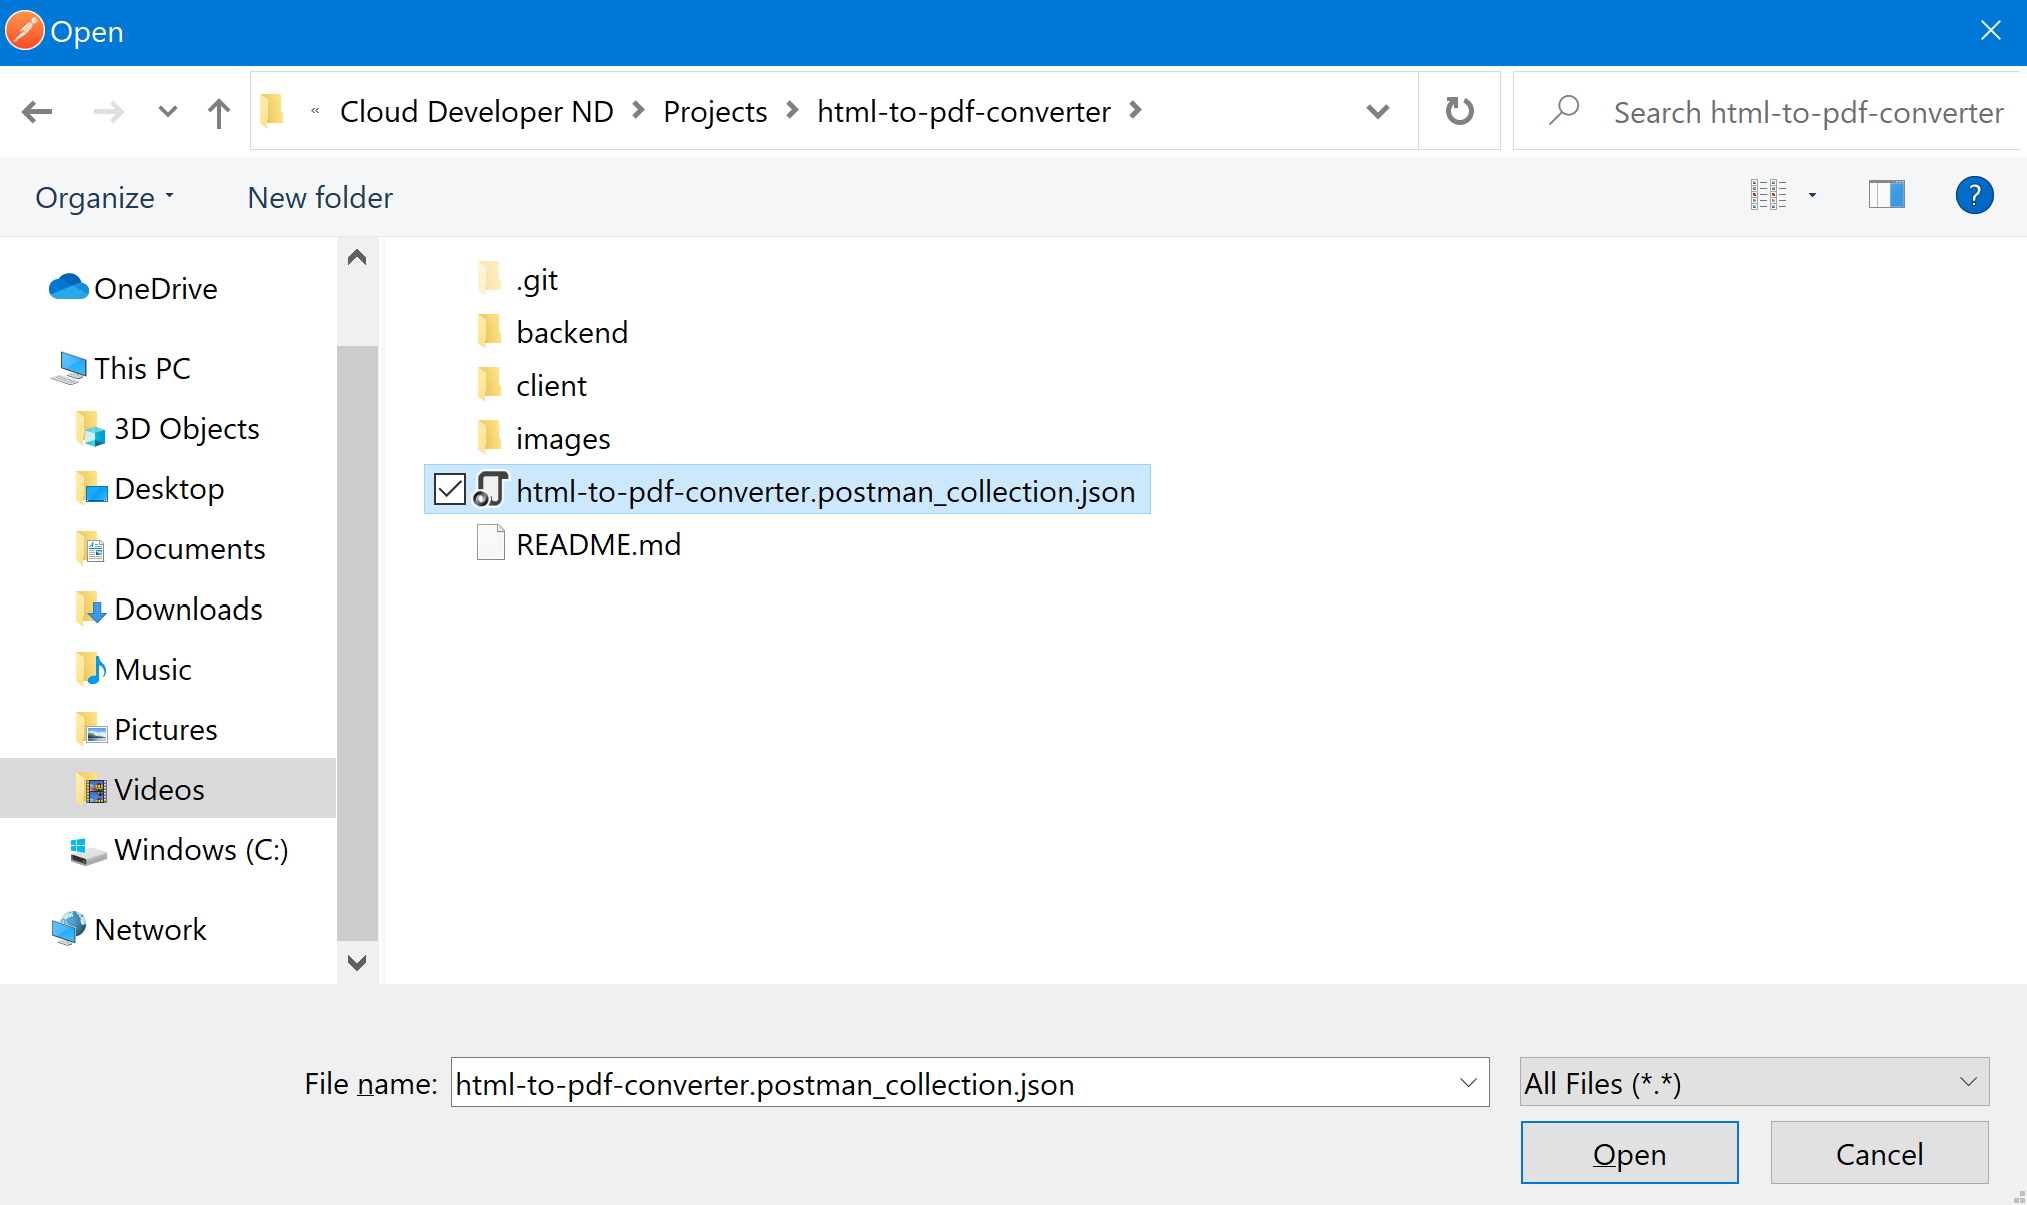 Open
« Cloud Developer ND > Projects > html-to-pdf-converter >
Search html-to-pdf-converter
Organize
New folder
?
OneDrive
This PC
3D Objects
Desktop
Documents
Downloads
Music
Pictures
Videos
Windows (C:)
Network
.git
backend
client
images
html-to-pdf-converter.postman_collection.json
README.md
File name: html-to-pdf-converter.postman_collection.json
All Files (*.*)
Open
Cancel